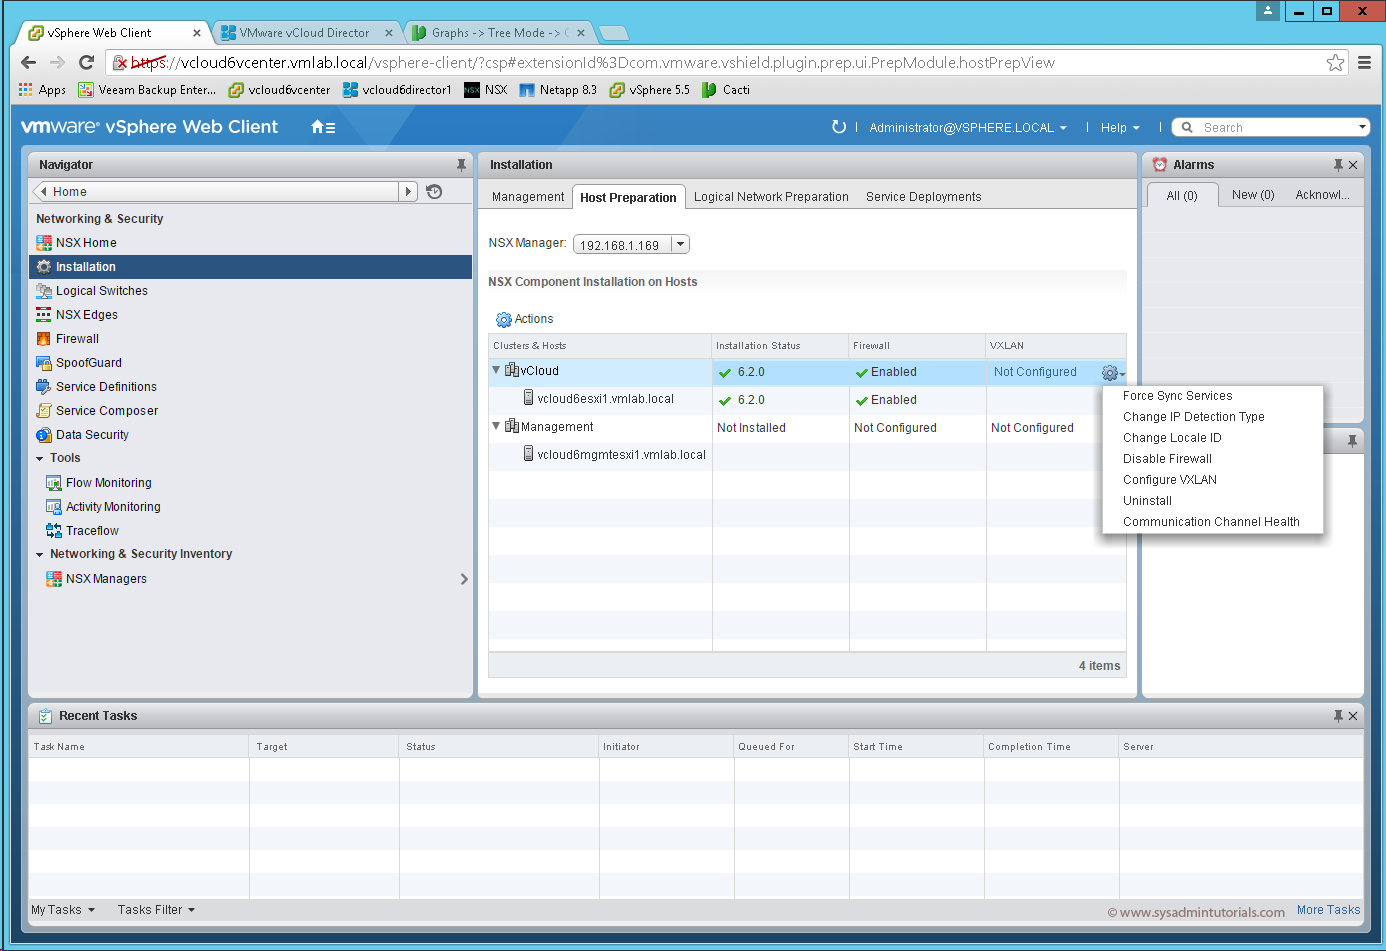 vSphere Web Client
VMware vCloud Director
Graphs -> Tree Mode ->
https://vcloud6vcenter.vmlab.local/vsphere-client/?csp#extensionId%3Dcom.vmware.vshield.plugin.prep.ui.PrepModule.hostPrepView
Apps Veeam Backup Enter... vcloud6vcenter vcloud6director1 NSX Netapp 8.3 vSphere 5.5 Cacti
vmware® vSphere Web Client
Administrator@VSPHERE.LOCAL
Help
Search
Navigator
Home
Networking & Security
NSX Home
Installation
Logical Switches
NSX Edges
Firewall
SpoofGuard
Service Definitions
Service Composer
Data Security
Tools
Flow Monitoring
Activity Monitoring
Traceflow
Networking & Security Inventory
NSX Managers
Installation
Management Host Preparation Logical Network Preparation Service Deployments
NSX Manager: 192.168.1.169
NSX Component Installation on Hosts
Actions
Clusters & Hosts Installation Status Firewall VXLAN
vCloud 6.2.0 Enabled Not Configured
vcloud6esxi1.vmlab.local 6.2.0 Enabled
Management Not Installed Not Configured Not Configured
vcloud6mgmtesxi1.vmlab.local
4 items
Force Sync Services
Change IP Detection Type
Change Locale ID
Disable Firewall
Configure VXLAN
Uninstall
Communication Channel Health
Alarms
All (0) New (0) Acknowl...
Recent Tasks
Task Name Target Status Initiator Queued For Start Time Completion Time Server
My Tasks Tasks Filter
© www.sysadmintutorials.com
More Tasks